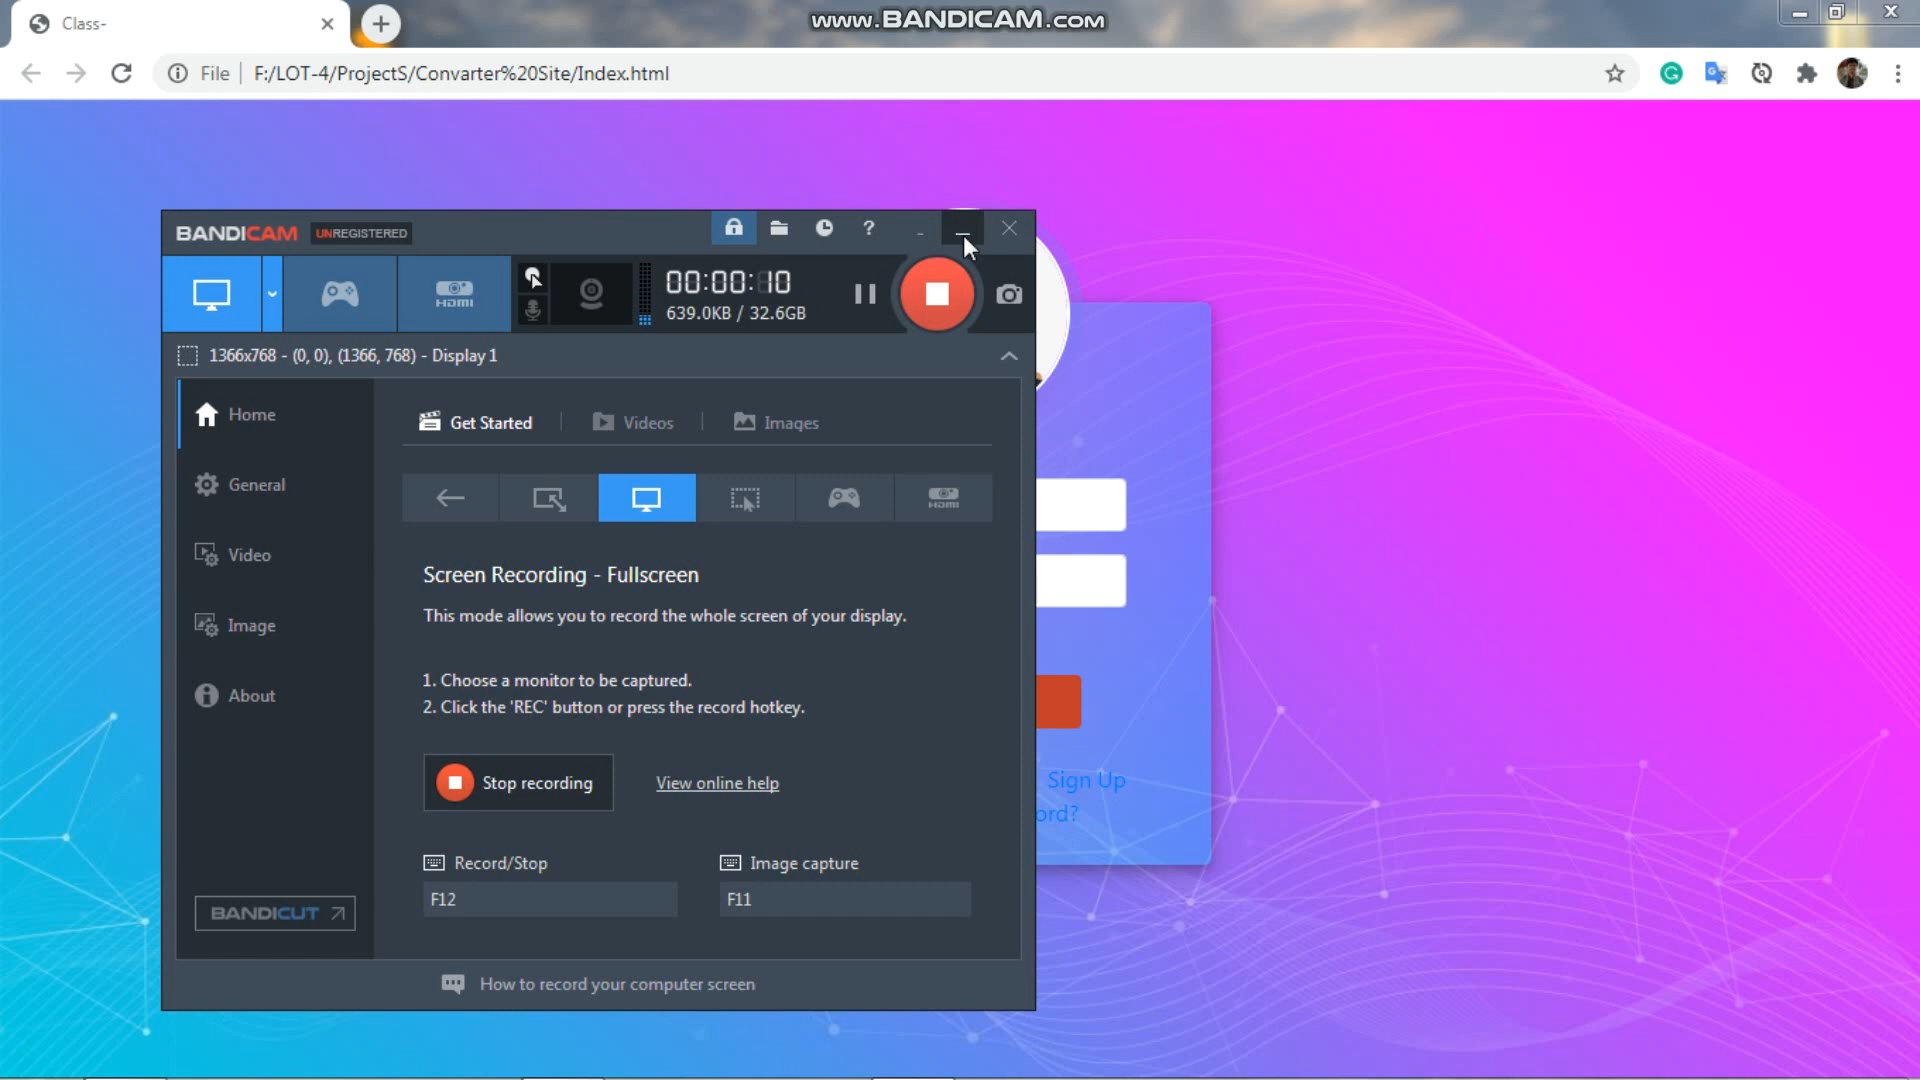 Class-
www.BANDICAM.com
File
F:/LOT-4/ProjectS/Convarter%20Site/Index.html
BANDICAM UNREGISTERED
?
HDMI
00:00:10
639.0KB / 32.6GB
1366x768 - (0, 0), (1366, 768) - Display 1
Home
General
Video
Image
About
BANDICUT
Get Started
Videos
Images
HDMI
Screen Recording - Fullscreen
This mode allows you to record the whole screen of your display.
1. Choose a monitor to be captured.
2. Click the 'REC' button or press the record hotkey.
Stop recording
View online help
Record/Stop
Image capture
F12
F11
How to record your computer screen
Sign Up
ord?